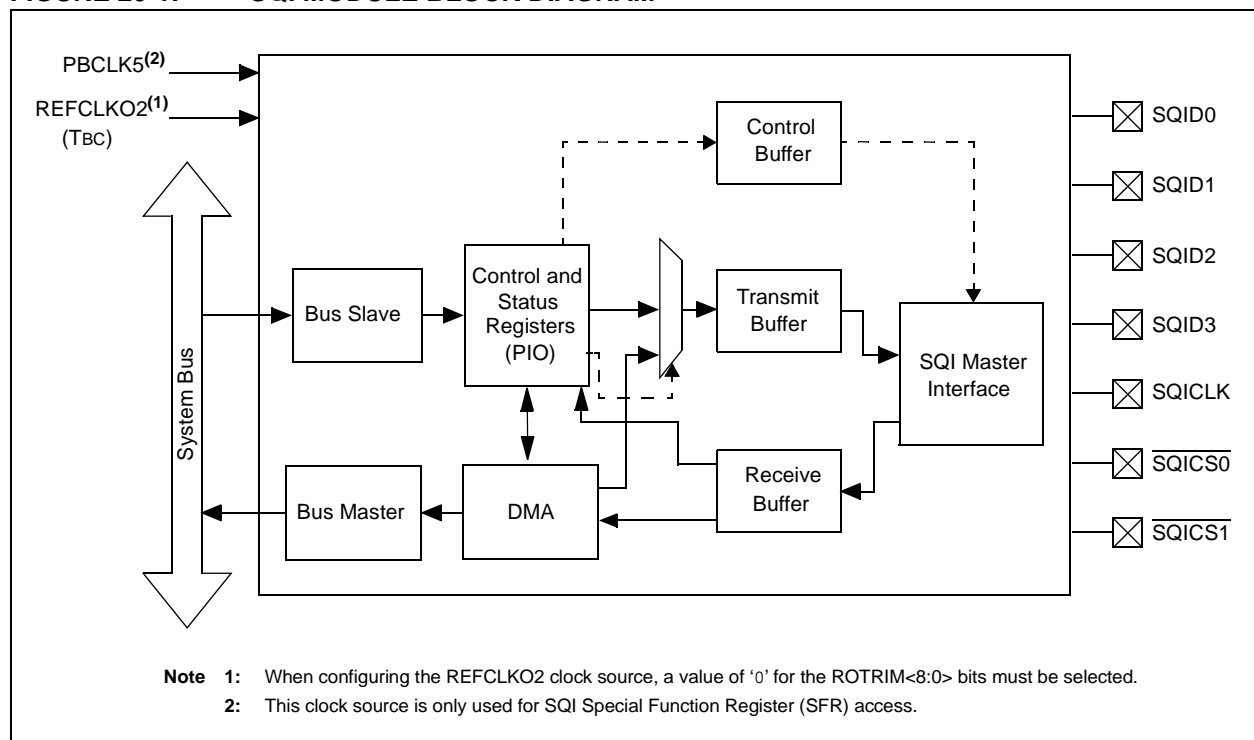 PBCLK5(2)
REFCLKO2(1)
(TBC)
System Bus
Bus Slave
Control and
Status
Registers
(PIO)
Control
Buffer
Transmit
Buffer
SQI Master
Interface
Bus Master
DMA
Receive
Buffer
SQID0
SQID1
SQID2
SQID3
SQICLK
SQICS0
SQICS1
Note 1: When configuring the REFCLKO2 clock source, a value of ‘0’ for the ROTRIM<8:0> bits must be selected.
2: This clock source is only used for SQI Special Function Register (SFR) access.